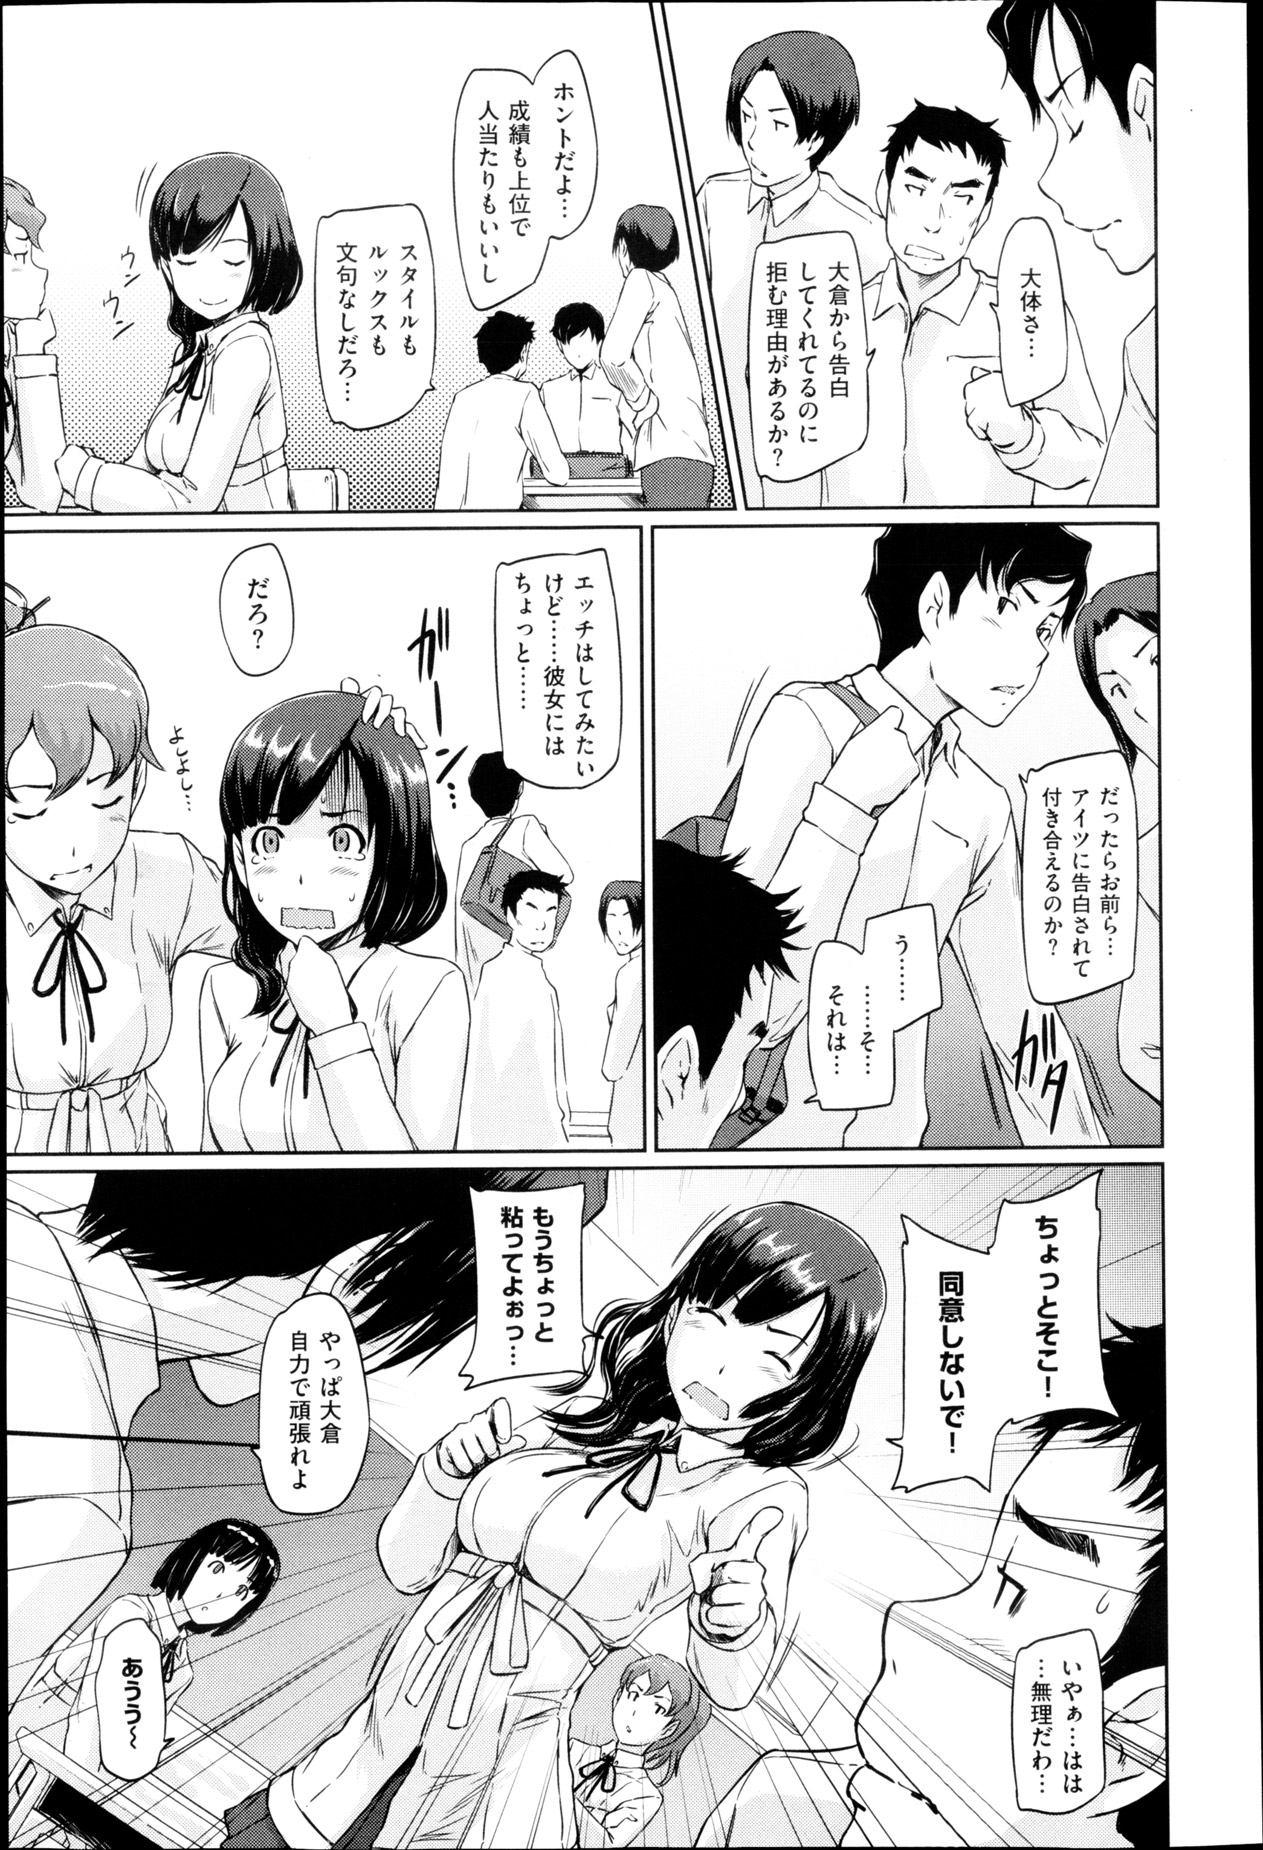 大体さ…
大倉から告白
してくれてるのに
拒む理由があるか?
ホントだよ…
成績も上位で
人当たりもいいし
スタイルも
ルックスも
文句なしだろ…
ウン
ウン
だったらお前ら…
アイツに告白されて
付き合えるのか?
う……
……そ
それは…
ガタ
エッチはしてみたい
けど……彼女には
ちょっと……
ガーン…
だろ?
よしよし…
ちょっとそこ!
同意しないで!
もうちょっと
粘ってよぉっ…
やっぱ大倉
自力で頑張れよ
あうう〜
いやぁ…はは
…無理だわ…